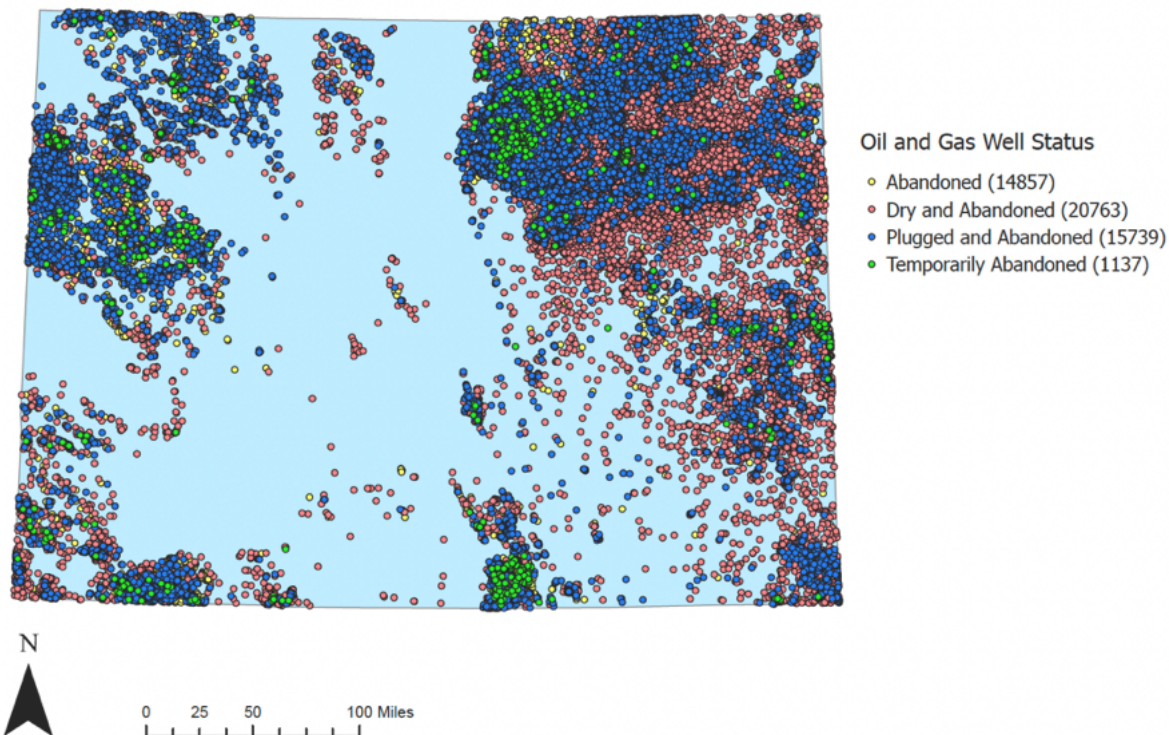 Oil and Gas Well Status
Abandoned (14857)
Dry and Abandoned (20763)
Plugged and Abandoned (15739)
Temporarily Abandoned (1137)
N
0 25 50 100 Miles